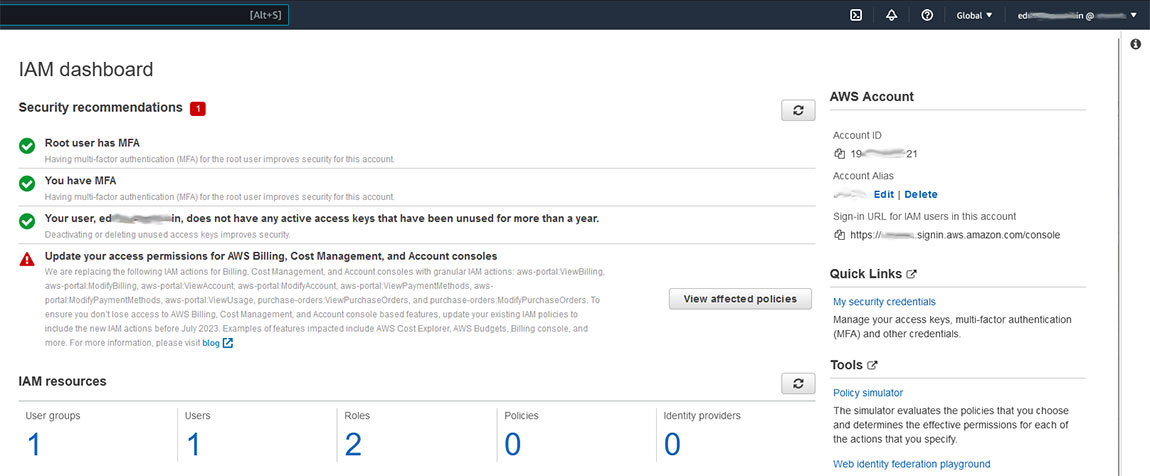 [Alt+S]
Global
ed in @
IAM dashboard
Security recommendations 1
Root user has MFA
Having multi-factor authentication (MFA) for the root user improves security for this account.
You have MFA
Having multi-factor authentication (MFA) for the root user improves security for this account.
Your user, ed in, does not have any active access keys that have been unused for more than a year.
Deactivating or deleting unused access keys improves security.
Update your access permissions for AWS Billing, Cost Management, and Account consoles
We are replacing the following IAM actions for Billing, Cost Management, and Account consoles with granular IAM actions: aws-portal:ViewBilling,
aws-portal:ModifyBilling, aws-portal:ViewAccount, aws-portal:ModifyAccount, aws-portal:ViewPaymentMethods, aws-
portal:ModifyPaymentMethods, aws-portal:ViewUsage, purchase-orders:ViewPurchaseOrders, and purchase-orders:ModifyPurchaseOrders. To
ensure you don't lose access to AWS Billing, Cost Management, and Account console based features, update your existing IAM policies to
include the new IAM actions before July 2023. Examples of features impacted include AWS Cost Explorer, AWS Budgets, Billing console, and
more. For more information, please visit blog
View affected policies
IAM resources
User groups
1
Users
1
Roles
2
Policies
0
Identity providers
0
AWS Account
Account ID
19 21
Account Alias
Edit | Delete
Sign-in URL for IAM users in this account
https:// .signin.aws.amazon.com/console
Quick Links
My security credentials
Manage your access keys, multi-factor authentication
(MFA) and other credentials.
Tools
Policy simulator
The simulator evaluates the policies that you choose
and determines the effective permissions for each of
the actions that you specify.
Web identity federation playground